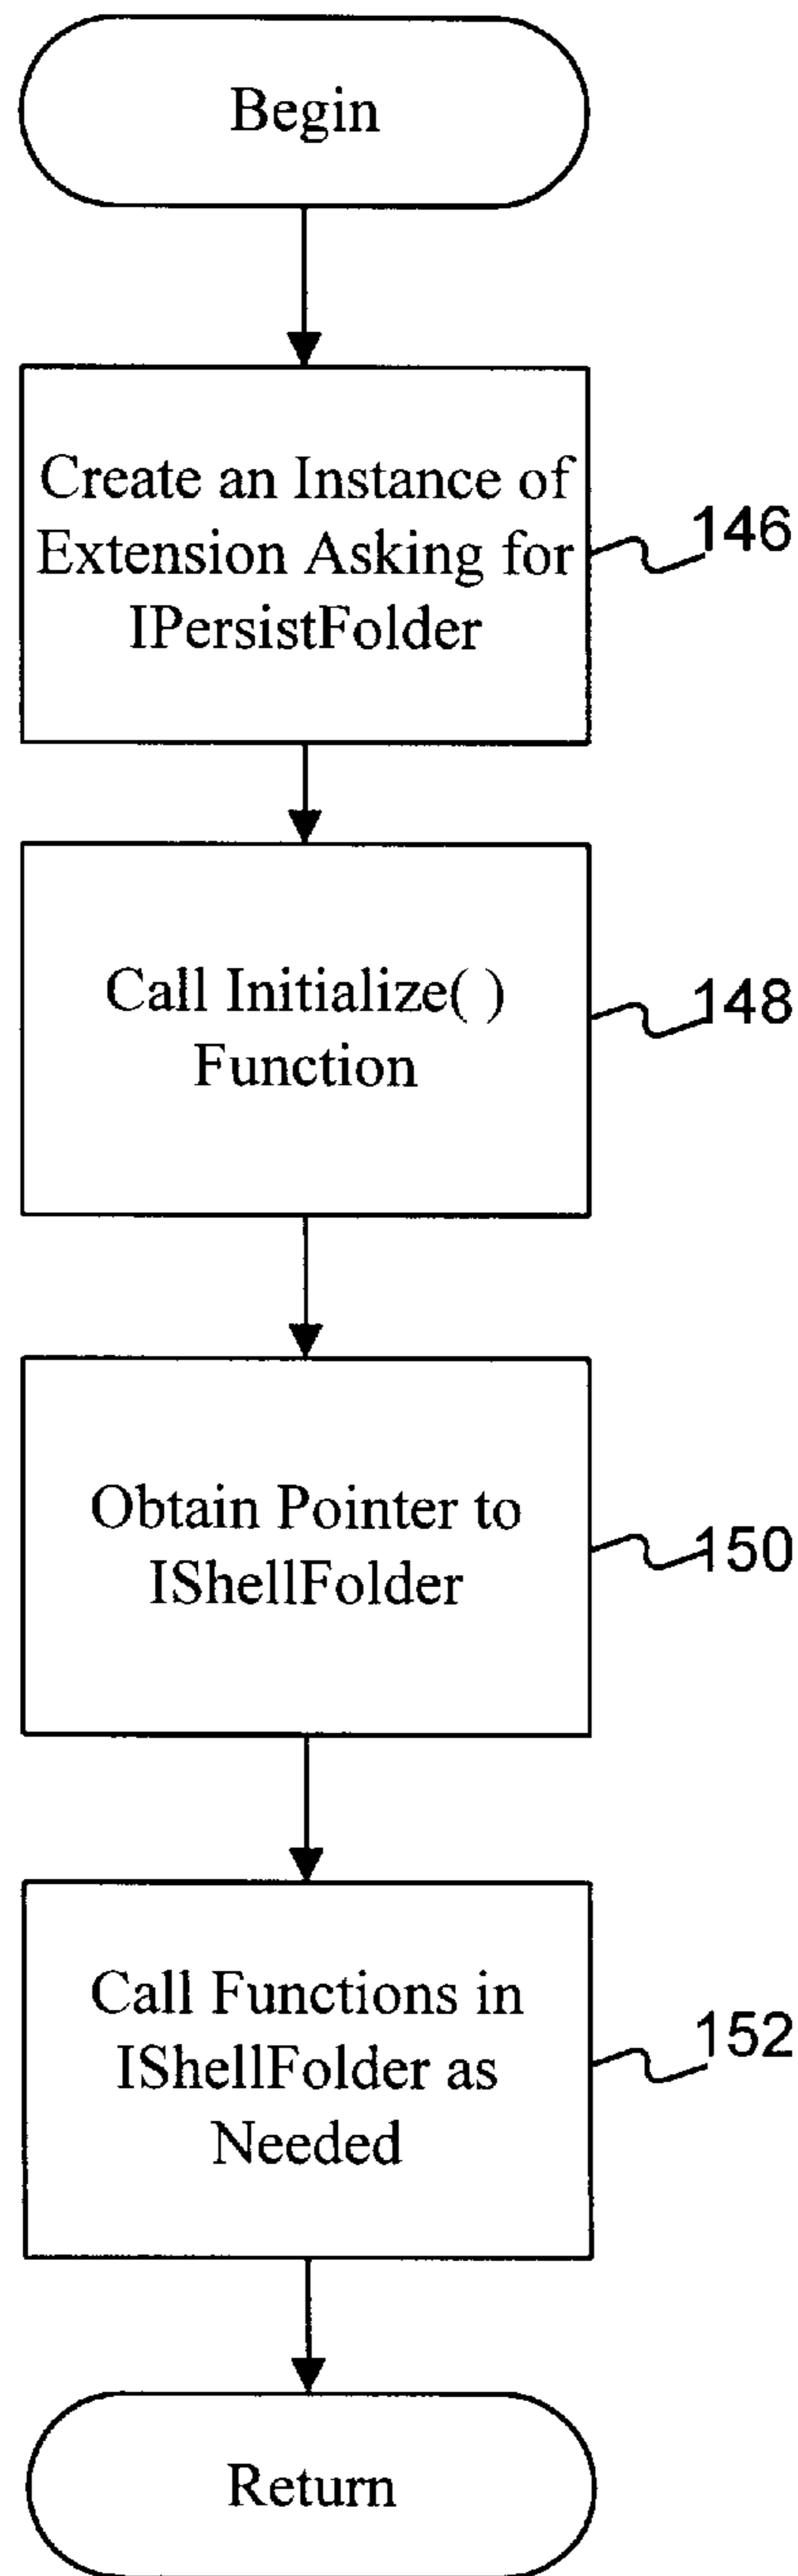 Begin
Create an Instance of
Extension Asking for
IPersistFolder
146
Call Initialize( )
Function
148
Obtain Pointer to
IShellFolder
150
Call Functions in
IShellFolder as
Needed
152
Return